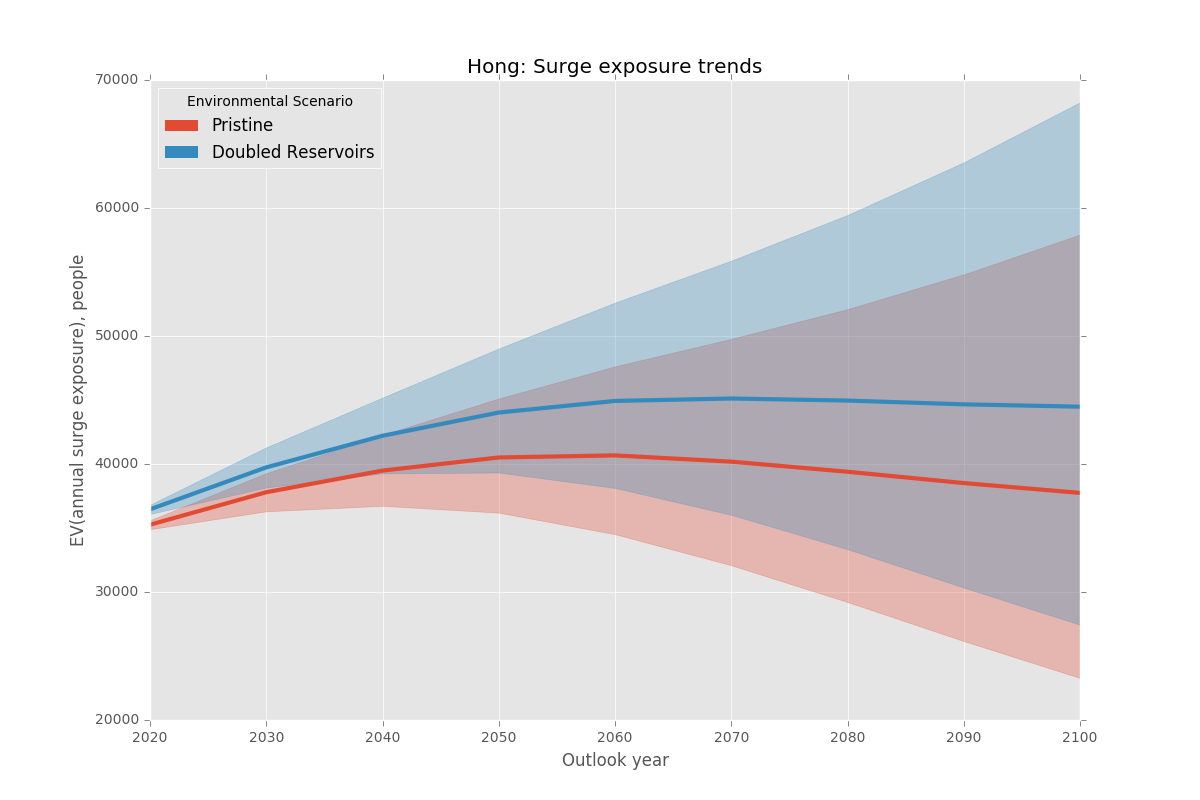 Hong: Surge exposure trends
Environmental Scenario
Pristine
Doubled Reservoirs
EV(annual surge exposure), people
70000
60000
50000
40000
30000
20000
2020 2030 2040 2050 2060 2070 2080 2090 2100
Outlook year